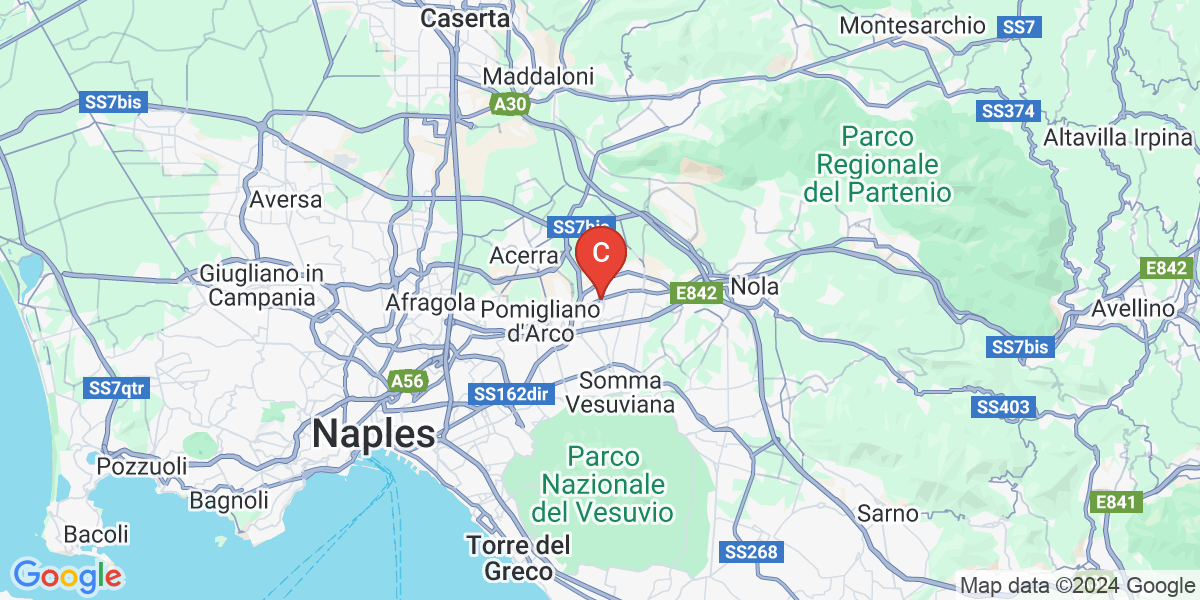 Caserta
Montesarchio
SS7
Maddaloni
SS7bis
A30
SS374
Parco
Regionale
del Partenio
Altavilla Irpina
Aversa
SS7bis
C
Acerra
Giugliano in
Campania
Afragola
Pomigliano
d'Arco
E842
Nola
E842
Avellino
SS7bis
SS7qtr
A56
SS162dir
Somma
Vesuviana
SS403
Naples
Pozzuoli
Bagnoli
Parco
Nazionale
del Vesuvio
E841
Sarno
Bacoli
Torre del
Greco
SS268
Google
Map data ©2024 Google